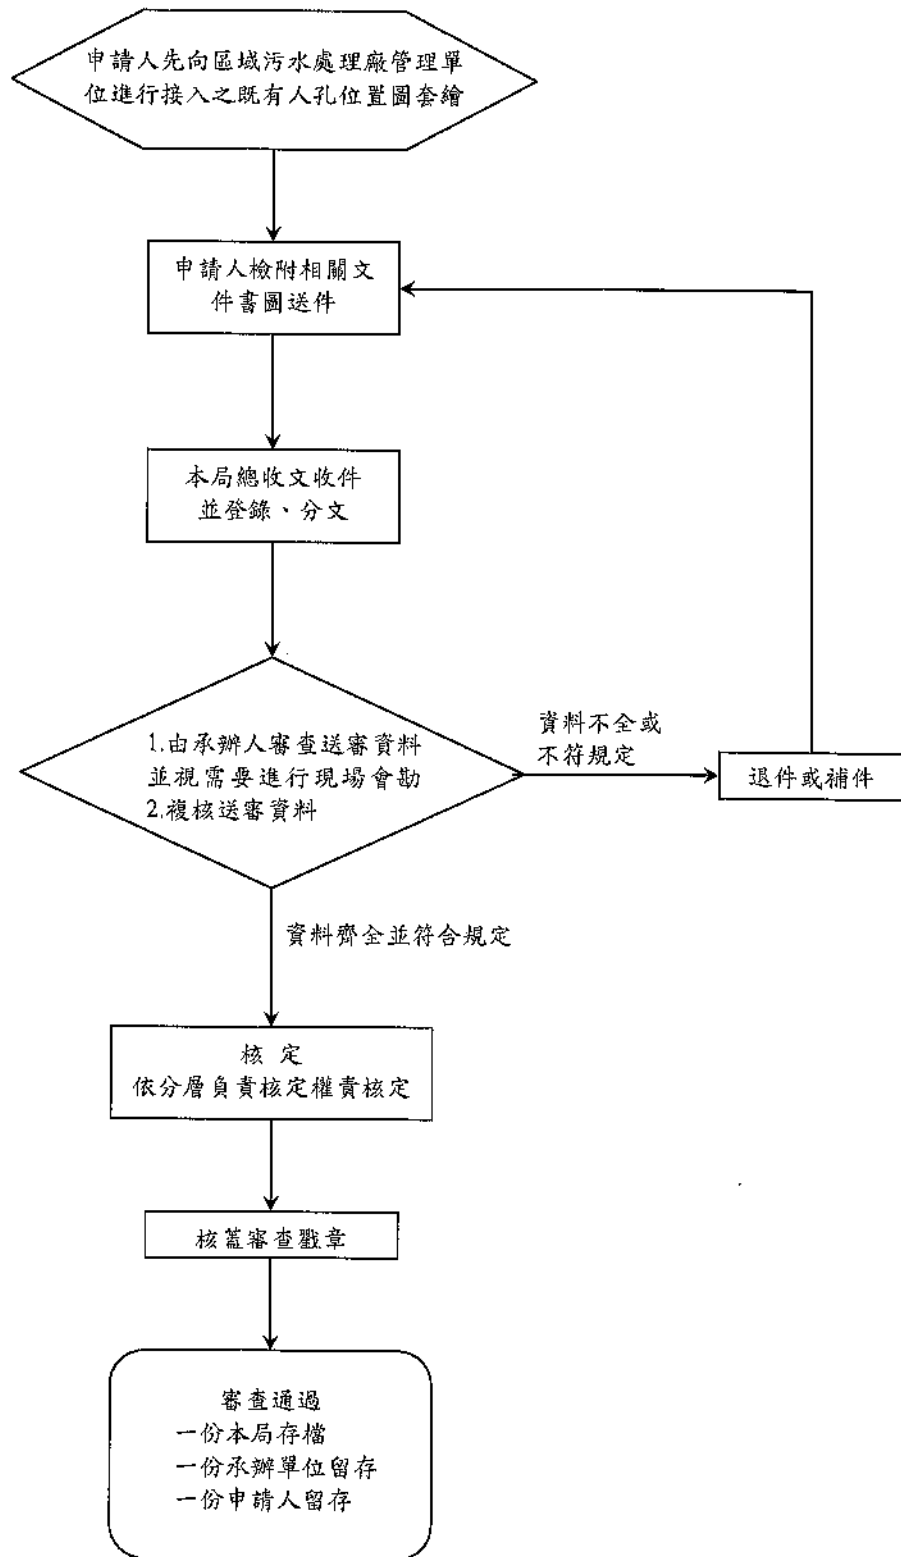 申請人先向區域污水處理廠管理單
位進行接入之既有人孔位置圖套繪
申請人檢附相關文
件書圖送件
本局總收文收件
並登錄、分文
1.由承辦人審查送審資料
並視需要進行現場會勘
2.複核送審資料
資料不全或
不符規定
退件或補件
資料齊全並符合規定
核 定
依分層負責核定權責核定
核蓋審查戳章
審查通過
一份本局存檔
一份承辦單位留存
一份申請人留存